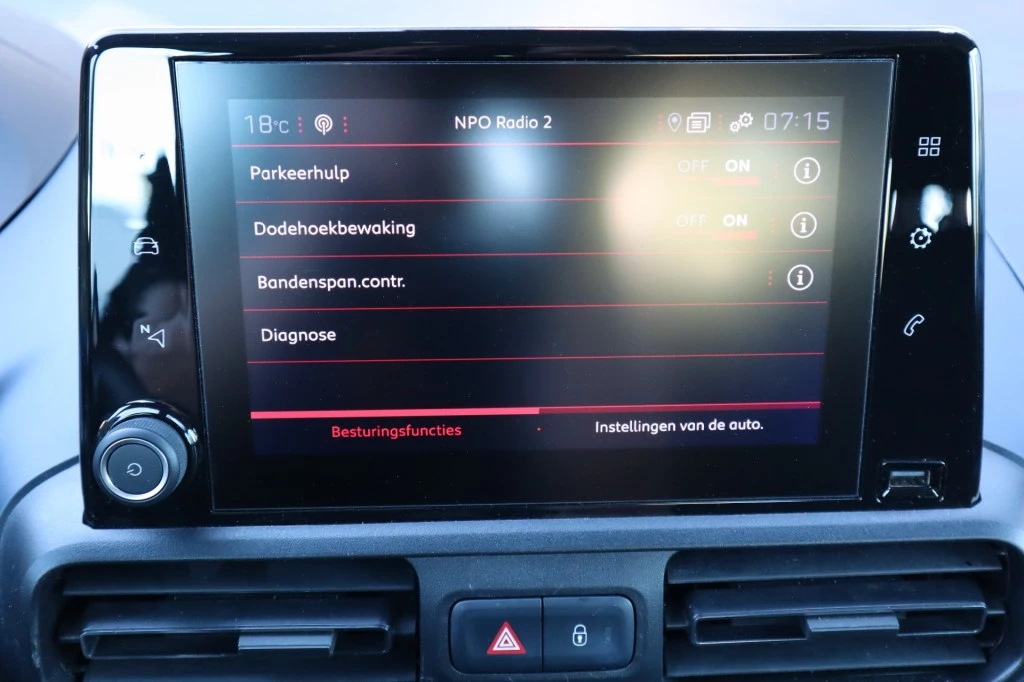 18°C NPO Radio 2 07:15
Parkeerhulp OFF ON
Dodehoekbewaking OFF ON
Bandenspan.contr.
Diagnose
Besturingsfuncties Instellingen van de auto.
N